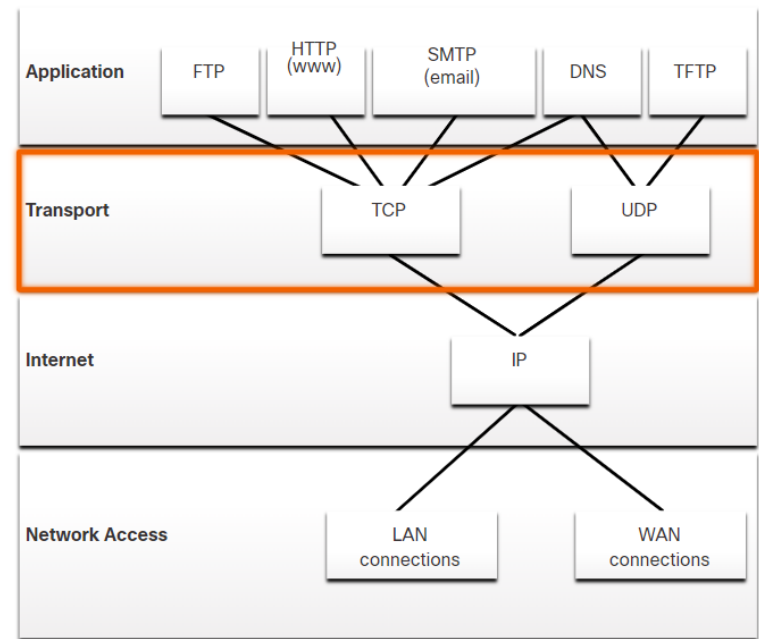 Application
FTP
HTTP
(www)
SMTP
(email)
DNS
TFTP
Transport
TCP
UDP
Internet
IP
Network Access
LAN
connections
WAN
connections